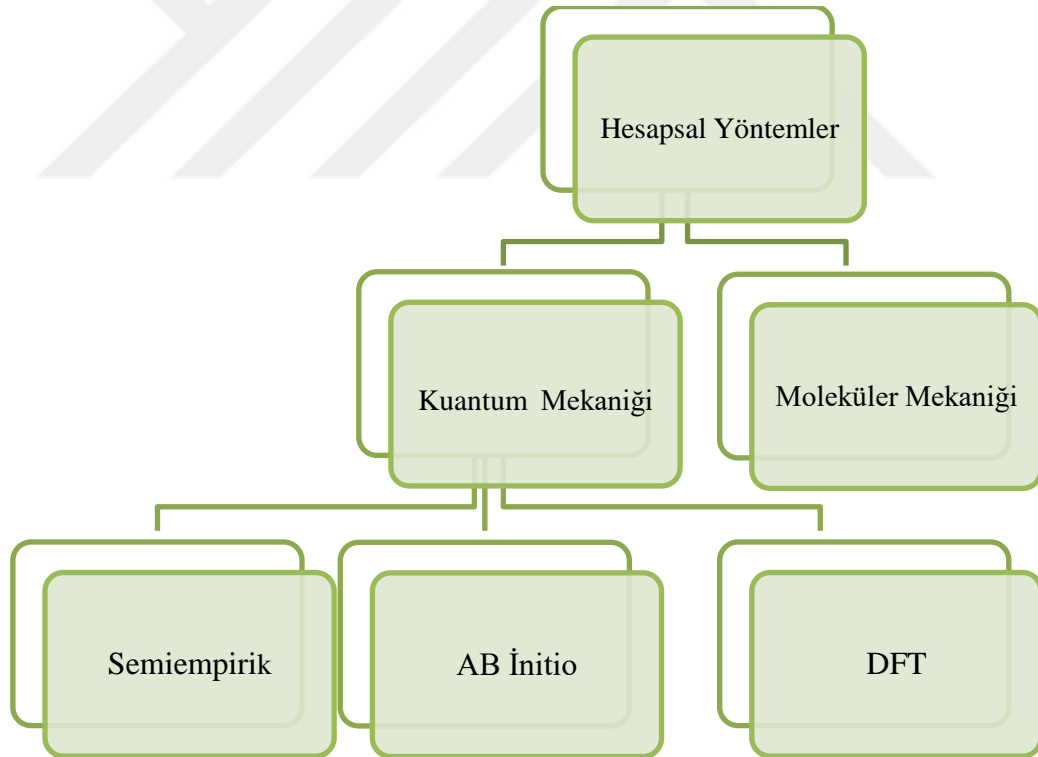 Hesapsal Yöntemler
Kuantum Mekaniği
Moleküler Mekaniği
Semiempirik
AB İnitio
DFT